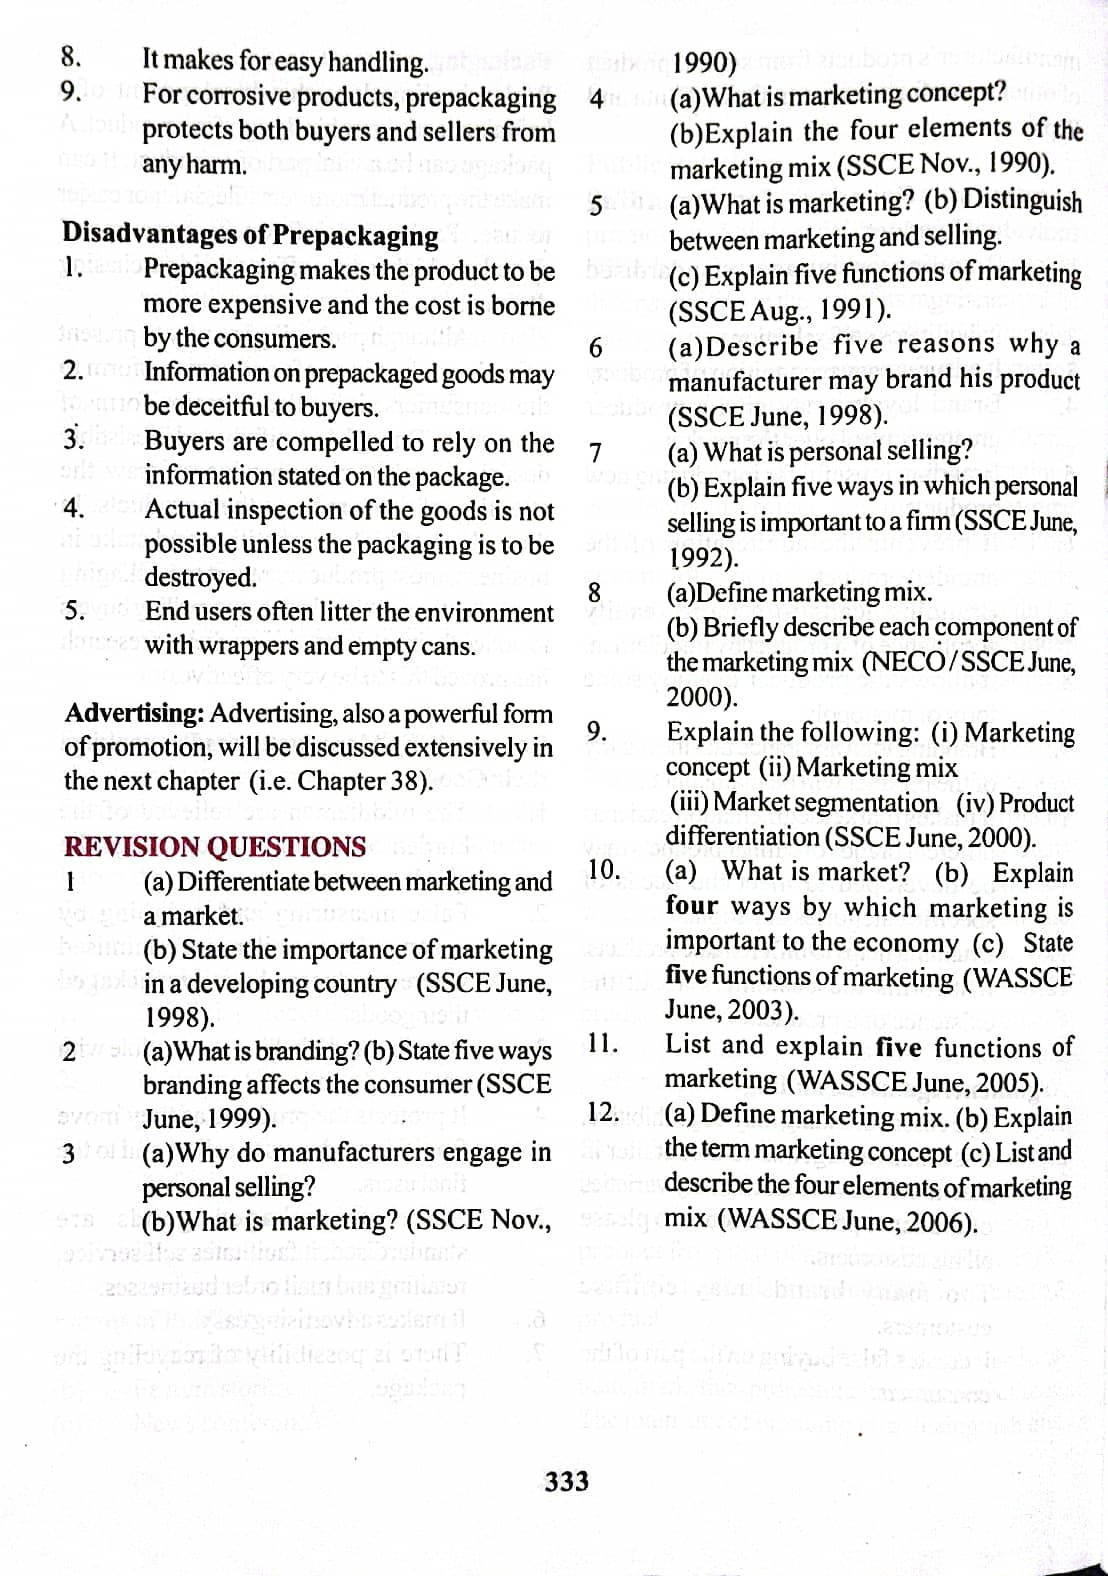 8. It makes for easy handling.
9. For corrosive products, prepackaging
protects both buyers and sellers from
any harm.
Disadvantages of Prepackaging
1. Prepackaging makes the product to be
more expensive and the cost is borne
by the consumers.
2. Information on prepackaged goods may
be deceitful to buyers.
3. Buyers are compelled to rely on the
information stated on the package.
4. Actual inspection of the goods is not
possible unless the packaging is to be
destroyed.
5. End users often litter the environment
with wrappers and empty cans.
Advertising: Advertising, also a powerful form
of promotion, will be discussed extensively in
the next chapter (i.e. Chapter 38).
REVISION QUESTIONS
1 (a) Differentiate between marketing and
a market.
(b) State the importance of marketing
in a developing country (SSCE June,
1998).
2 (a)What is branding? (b) State five ways
branding affects the consumer (SSCE
June, 1999).
3 (a)Why do manufacturers engage in
personal selling?
(b)What is marketing? (SSCE Nov.,
1990)
4 (a)What is marketing concept?
(b)Explain the four elements of the
marketing mix (SSCE Nov., 1990).
5 (a)What is marketing? (b) Distinguish
between marketing and selling.
(c) Explain five functions of marketing
(SSCE Aug., 1991).
6 (a)Describe five reasons why a
manufacturer may brand his product
(SSCE June, 1998).
7 (a) What is personal selling?
(b) Explain five ways in which personal
selling is important to a firm (SSCE June,
1992).
8 (a)Define marketing mix.
(b) Briefly describe each component of
the marketing mix (NECO/SSCE June,
2000).
9. Explain the following: (i) Marketing
concept (ii) Marketing mix
(iii) Market segmentation (iv) Product
differentiation (SSCE June, 2000).
10. (a) What is market? (b) Explain
four ways by which marketing is
important to the economy (c) State
five functions of marketing (WASSCE
June, 2003).
11. List and explain five functions of
marketing (WASSCE June, 2005).
12. (a) Define marketing mix. (b) Explain
the term marketing concept (c) List and
describe the four elements of marketing
mix (WASSCE June, 2006).
333